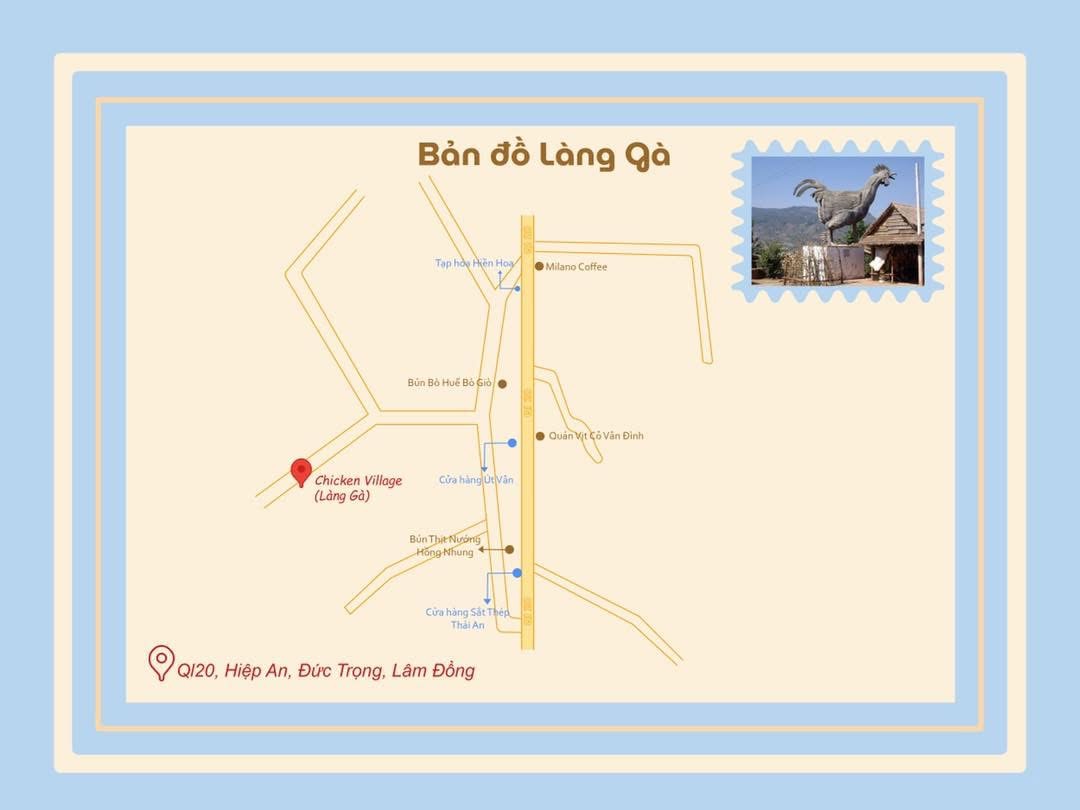 Bản đồ Làng Gà
Tạp hóa Hiền Hoa
Milano Coffee
Bún Bò Huế Bò Giò
Quán Vịt Cỏ Vân Đình
Cửa hàng Út Vân
Chicken Village
(Làng Gà)
Bún Thịt Nướng
Hồng Nhung
Cửa hàng Sắt Thép
Thái An
Ql20, Hiệp An, Đức Trọng, Lâm Đồng